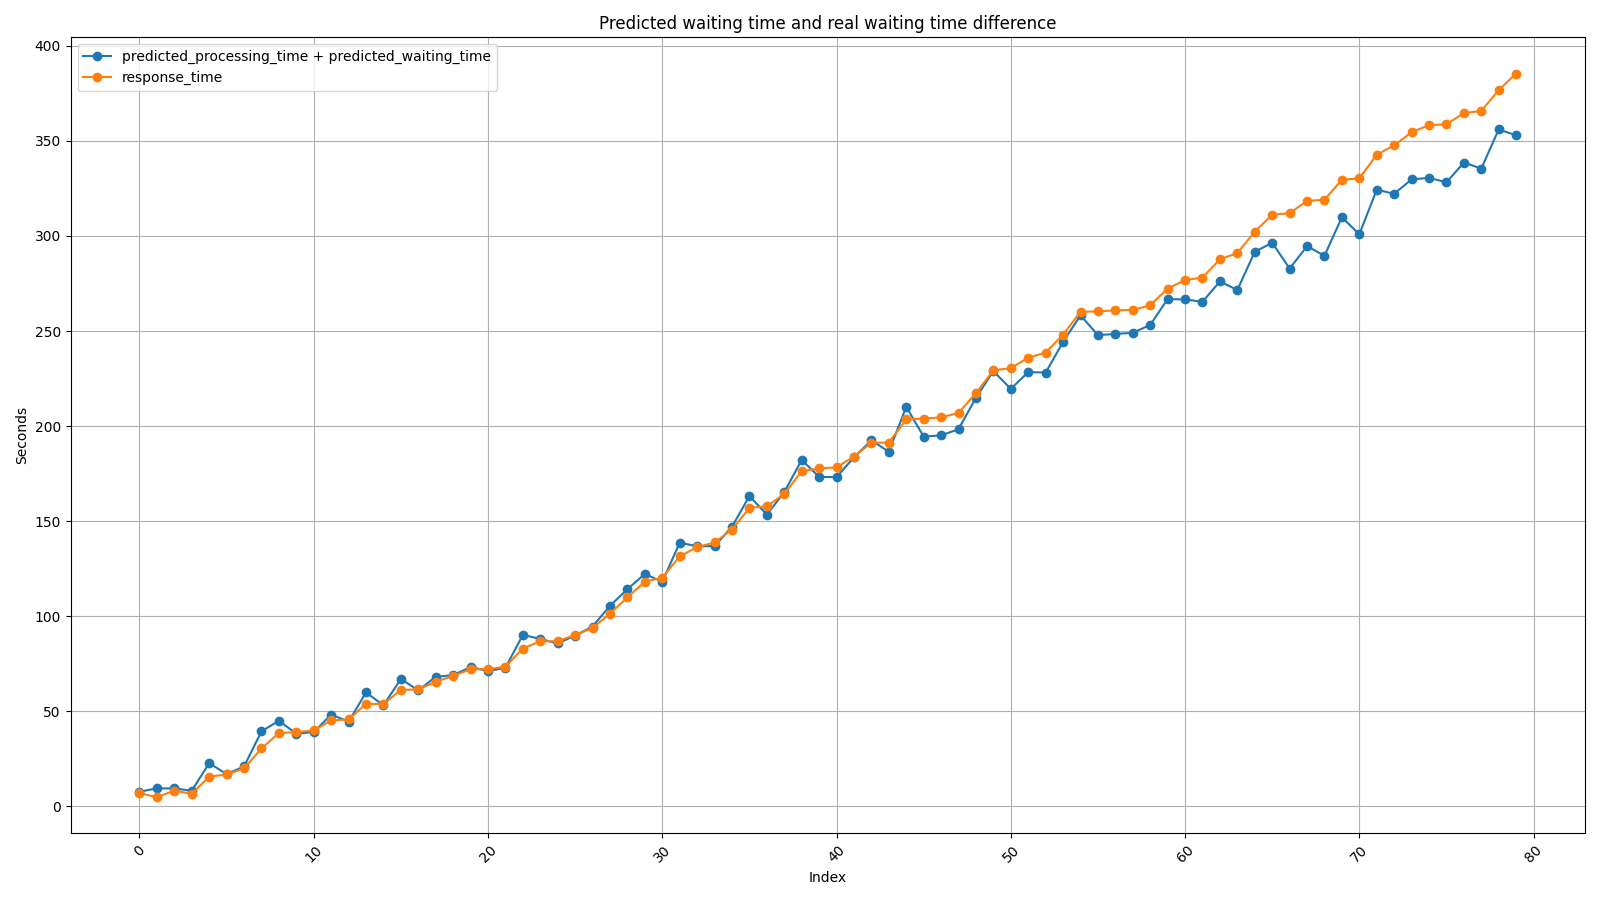 Predicted waiting time and real waiting time difference
predicted_processing_time + predicted_waiting_time
response_time
400
350
300
250
200
150
100
50
0
Seconds
0 10 20 30 40 50 60 70 80
Index